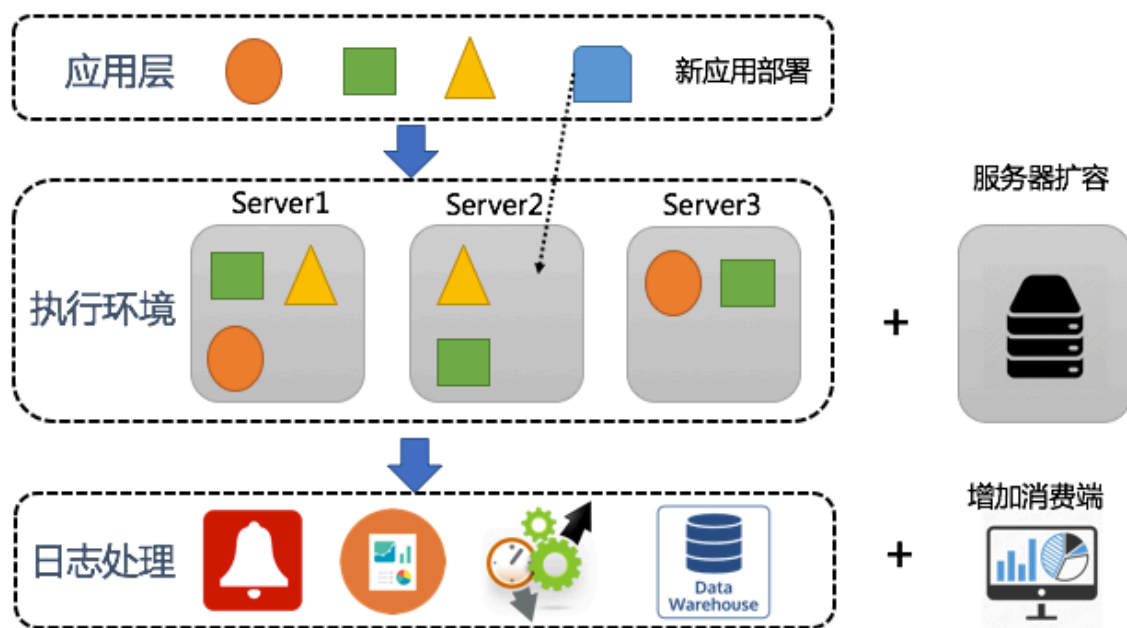 应用层
新应用部署
服务器扩容
Server1
Server2
Server3
执行环境
+
增加消费端
日志处理
Data
Warehouse
+